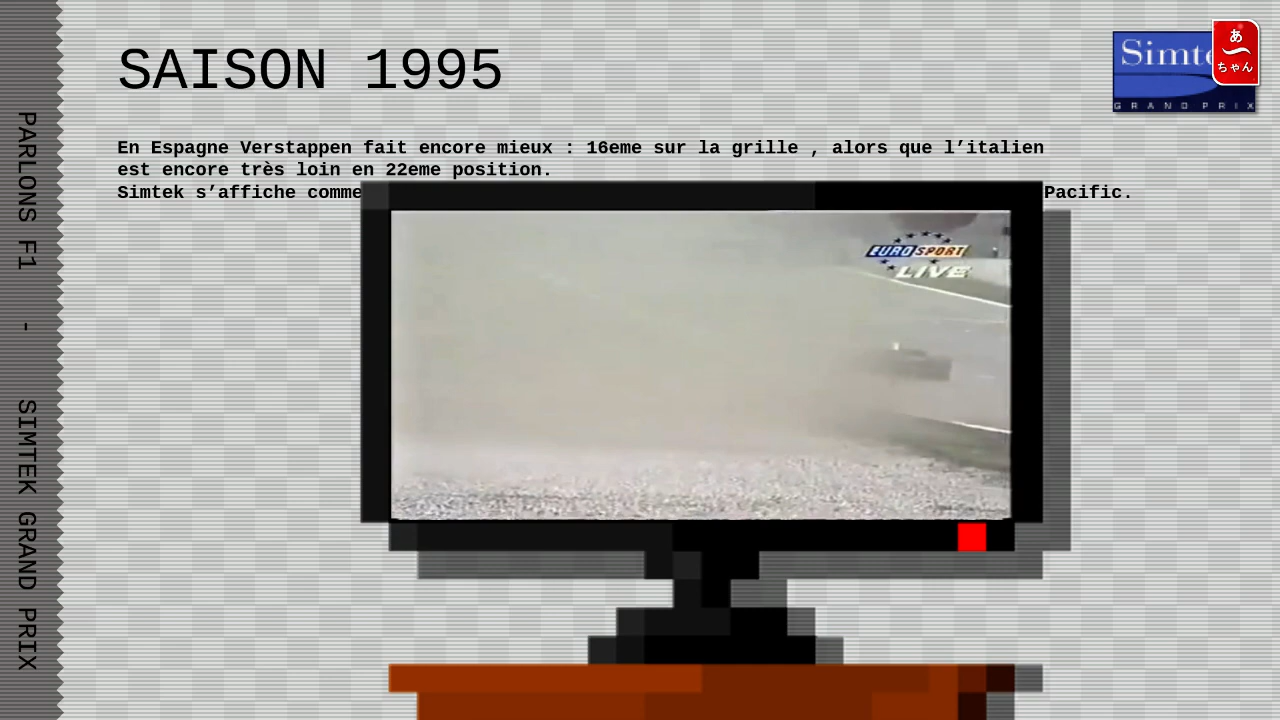 SAISON 1995
Simt
GRAND PRIX
あ
ー
ちゃん
En Espagne Verstappen fait encore mieux : 16eme sur la grille , alors que l’italien
est encore très loin en 22eme position.
Simtek s’affiche comme
Pacific.
EUROSPORT
LIVE
PARLONS F1 - SIMTEK GRAND PRIX